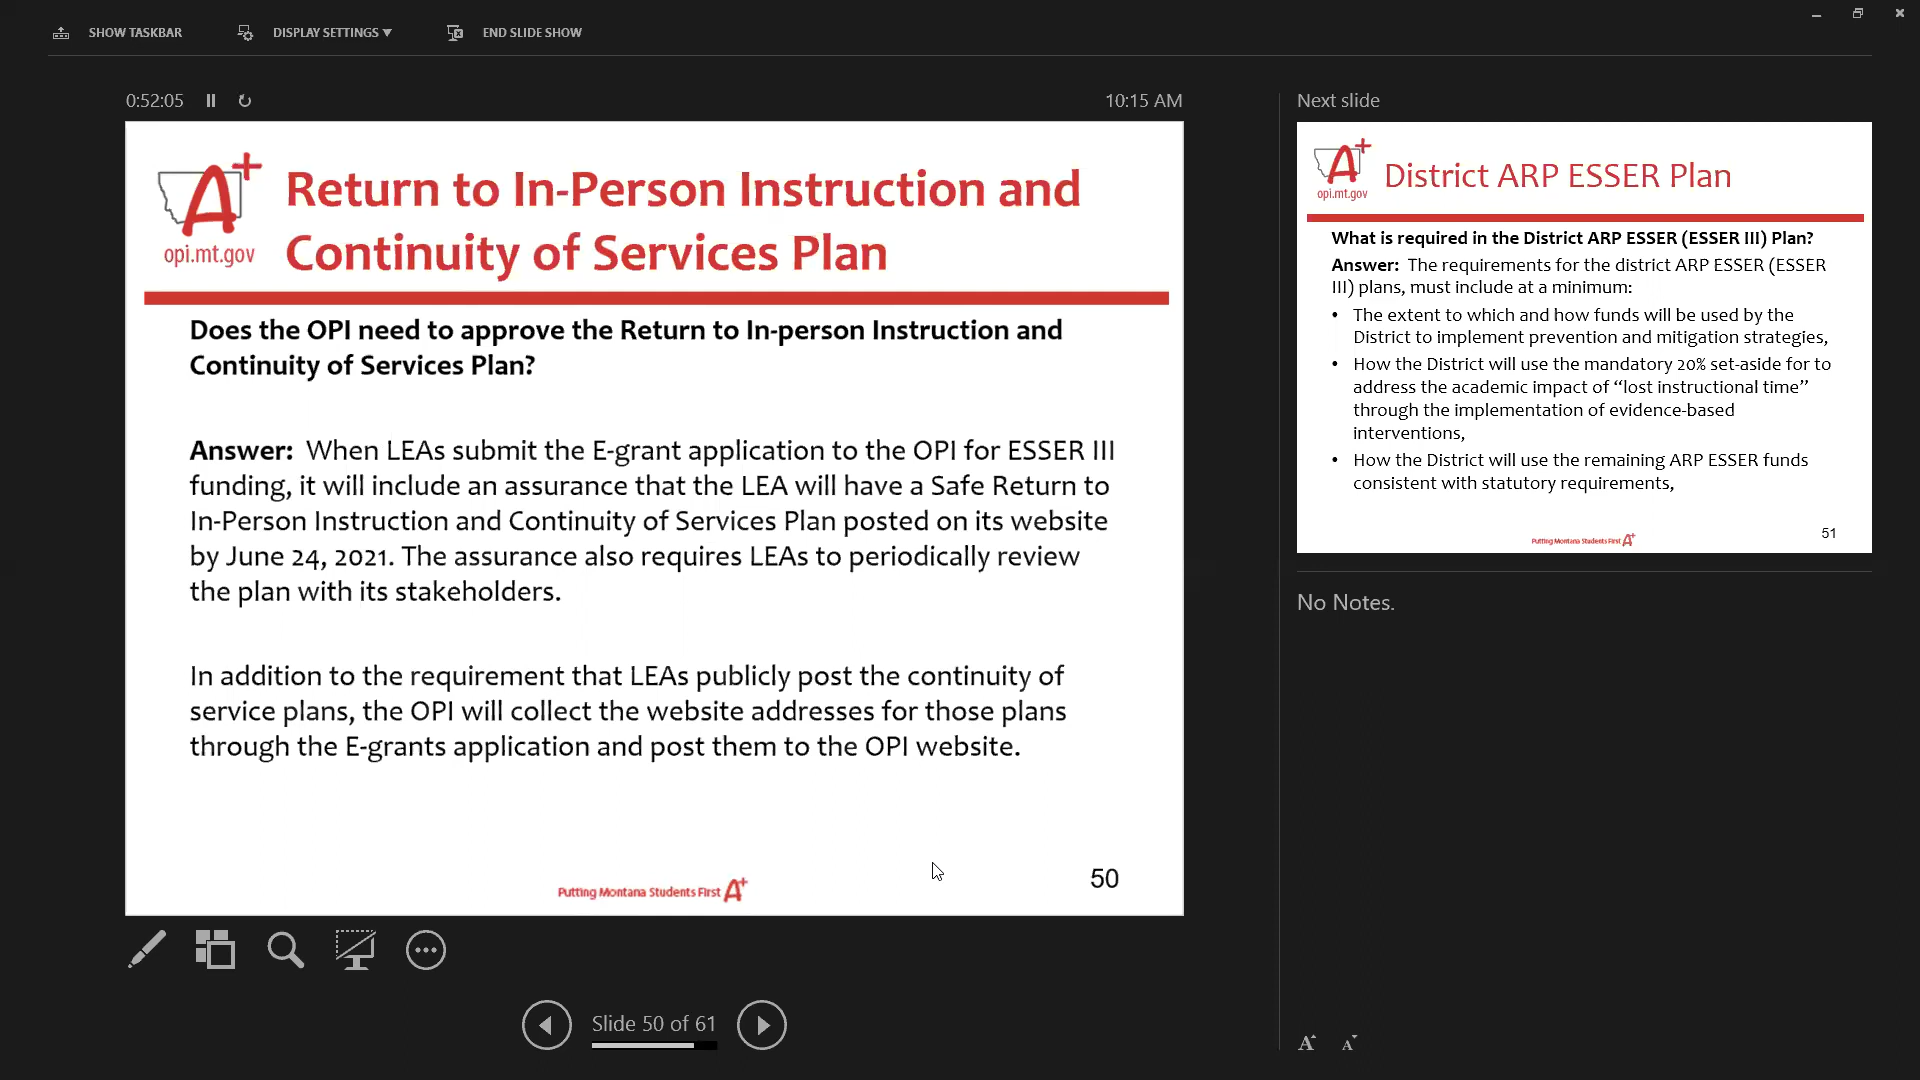 SHOW TASKBAR
DISPLAY SETTINGS ▼
END SLIDE SHOW
0:52:05
10:15 AM
A+
opi.mt.gov
Return to In-Person Instruction and
Continuity of Services Plan
Does the OPI need to approve the Return to In-person Instruction and
Continuity of Services Plan?
Answer: When LEAs submit the E-grant application to the OPI for ESSER III
funding, it will include an assurance that the LEA will have a Safe Return to
In-Person Instruction and Continuity of Services Plan posted on its website
by June 24, 2021. The assurance also requires LEAs to periodically review
the plan with its stakeholders.
In addition to the requirement that LEAs publicly post the continuity of
service plans, the OPI will collect the website addresses for those plans
through the E-grants application and post them to the OPI website.
Putting Montana Students First A+
50
Slide 50 of 61
Next slide
A+
opi.mt.gov
District ARP ESSER Plan
What is required in the District ARP ESSER (ESSER III) Plan?
Answer: The requirements for the district ARP ESSER (ESSER
III) plans, must include at a minimum:
• The extent to which and how funds will be used by the
District to implement prevention and mitigation strategies,
• How the District will use the mandatory 20% set-aside for to
address the academic impact of “lost instructional time”
through the implementation of evidence-based
interventions,
• How the District will use the remaining ARP ESSER funds
consistent with statutory requirements,
Putting Montana Students First A+
51
No Notes.
A A